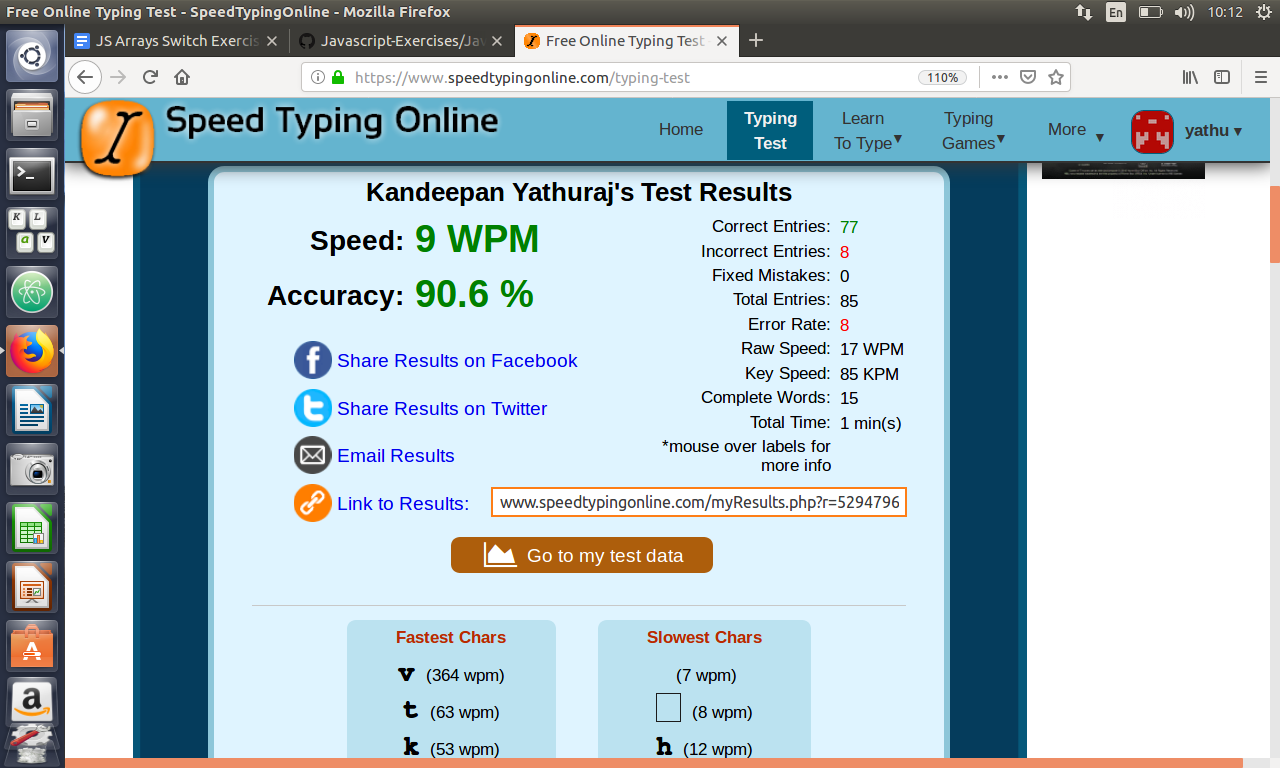 Free Online Typing Test - SpeedTypingOnline - Mozilla Firefox
En
10:12
JS Arrays Switch Exercis
Javascript-Exercises/Jav
Free Online Typing Test
https://www.speedtypingonline.com/typing-test
110%
Speed Typing Online
Home
Typing Test
Learn To Type
Typing Games
More
yathu
Kandeepan Yathuraj's Test Results
Speed: 9 WPM
Accuracy: 90.6 %
Correct Entries: 77
Incorrect Entries: 8
Fixed Mistakes: 0
Total Entries: 85
Error Rate: 8
Raw Speed: 17 WPM
Key Speed: 85 KPM
Complete Words: 15
Total Time: 1 min(s)
*mouse over labels for
more info
Share Results on Facebook
Share Results on Twitter
Email Results
Link to Results: www.speedtypingonline.com/myResults.php?r=5294796
Go to my test data
Fastest Chars
v (364 wpm)
t (63 wpm)
k (53 wpm)
Slowest Chars
(7 wpm)
(8 wpm)
h (12 wpm)